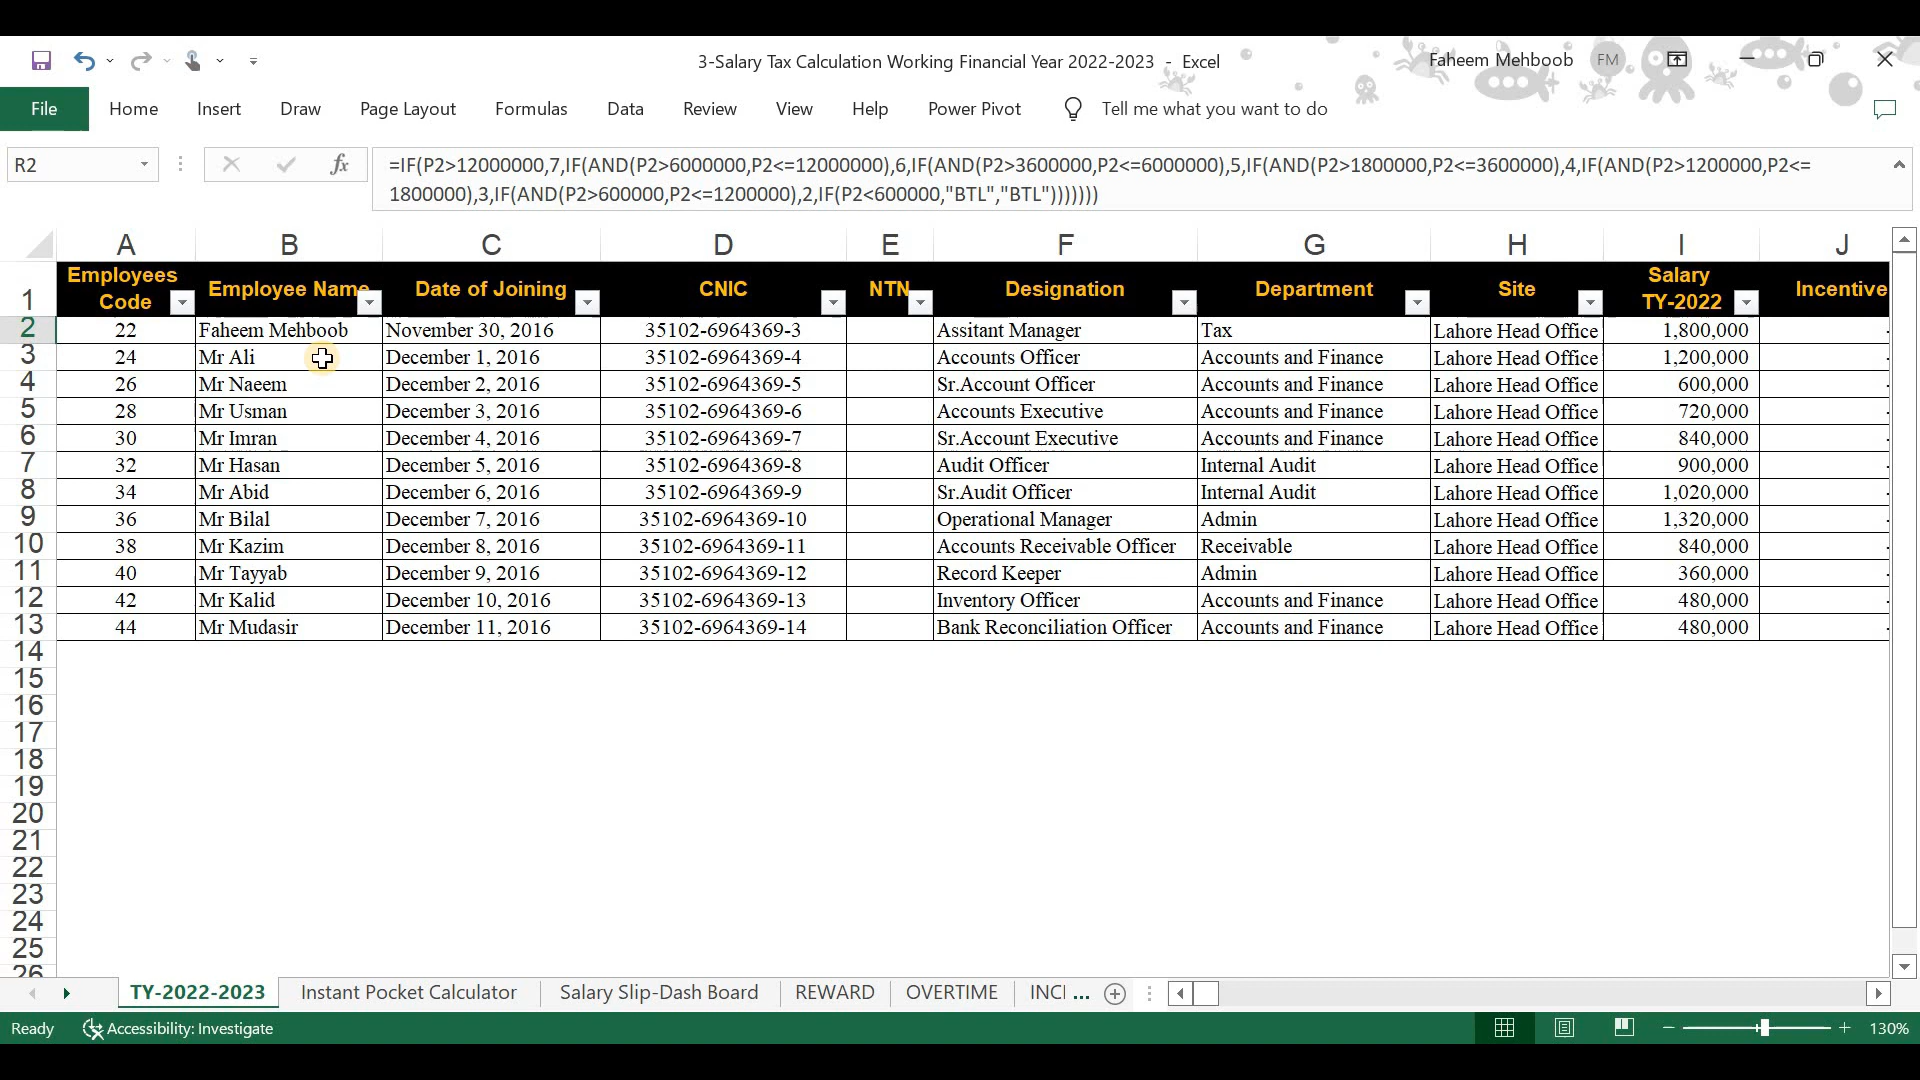 3-Salary Tax Calculation Working Financial Year 2022-2023 - Excel
Faheem Mehboob FM
File Home Insert Draw Page Layout Formulas Data Review View Help Power Pivot Tell me what you want to do
R2
fx
=IF(P2>12000000,7,IF(AND(P2>6000000,P2<=12000000),6,IF(AND(P2>3600000,P2<=6000000),5,IF(AND(P2>1800000,P2<=3600000),4,IF(AND(P2>1200000,P2<=
1800000),3,IF(AND(P2>600000,P2<=1200000),2,IF(P2<600000,"BTL","BTL")))))))
A B C D E F G H I J
1 Employees Code Employee Name Date of Joining CNIC NTN Designation Department Site Salary TY-2022 Incentive
2 22 Faheem Mehboob November 30, 2016 35102-6964369-3 Assitant Manager Tax Lahore Head Office 1,800,000 -
3 24 Mr Ali December 1, 2016 35102-6964369-4 Accounts Officer Accounts and Finance Lahore Head Office 1,200,000 -
4 26 Mr Naeem December 2, 2016 35102-6964369-5 Sr.Account Officer Accounts and Finance Lahore Head Office 600,000 -
5 28 Mr Usman December 3, 2016 35102-6964369-6 Accounts Executive Accounts and Finance Lahore Head Office 720,000 -
6 30 Mr Imran December 4, 2016 35102-6964369-7 Sr.Account Executive Accounts and Finance Lahore Head Office 840,000 -
7 32 Mr Hasan December 5, 2016 35102-6964369-8 Audit Officer Internal Audit Lahore Head Office 900,000 -
8 34 Mr Abid December 6, 2016 35102-6964369-9 Sr.Audit Officer Internal Audit Lahore Head Office 1,020,000 -
9 36 Mr Bilal December 7, 2016 35102-6964369-10 Operational Manager Admin Lahore Head Office 1,320,000 -
10 38 Mr Kazim December 8, 2016 35102-6964369-11 Accounts Receivable Officer Receivable Lahore Head Office 840,000 -
11 40 Mr Tayyab December 9, 2016 35102-6964369-12 Record Keeper Admin Lahore Head Office 360,000 -
12 42 Mr Kalid December 10, 2016 35102-6964369-13 Inventory Officer Accounts and Finance Lahore Head Office 480,000 -
13 44 Mr Mudasir December 11, 2016 35102-6964369-14 Bank Reconciliation Officer Accounts and Finance Lahore Head Office 480,000 -
14
15
16
17
18
19
20
21
22
23
24
25
26
TY-2022-2023 Instant Pocket Calculator Salary Slip-Dash Board REWARD OVERTIME INCI ...
Ready Accessibility: Investigate 130%